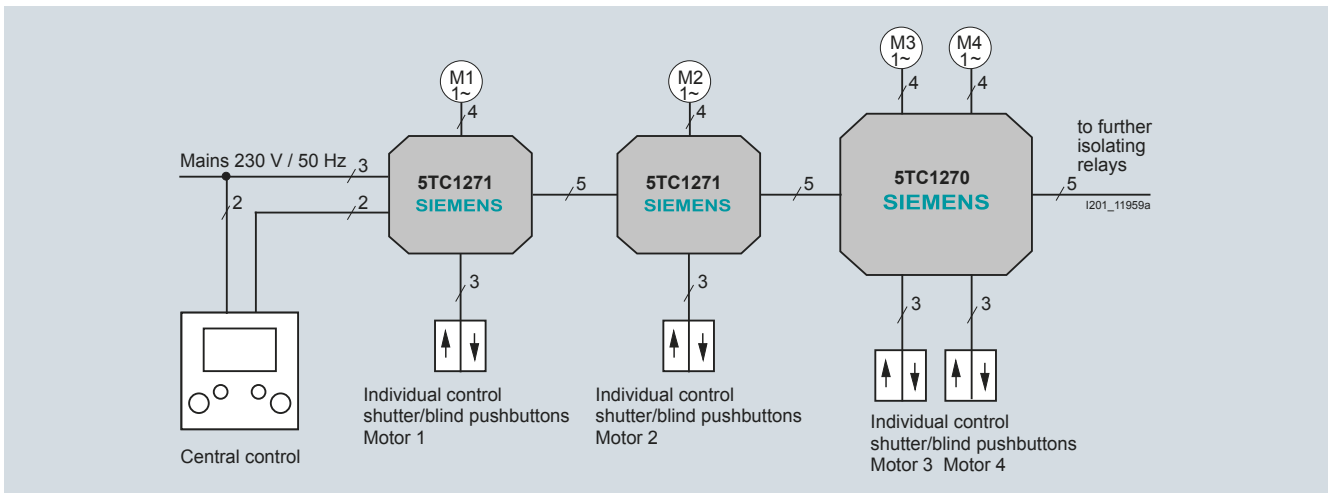 M1
1~
4
M2
1~
4
M3
1~
4
M4
1~
4
Mains 230 V / 50 Hz
3
2
2
5TC1271
SIEMENS
5
5TC1271
SIEMENS
5
5TC1270
SIEMENS
to further
isolating
relays
5
I201_11959a
3
3
3
3
Individual control
shutter/blind pushbuttons
Motor 1
Individual control
shutter/blind pushbuttons
Motor 2
Individual control
shutter/blind pushbuttons
Motor 3 Motor 4
Central control